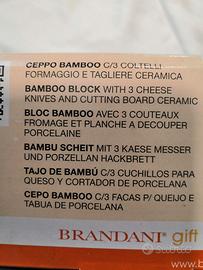 CEPPO BAMBOO C/3 COLTELLI
FORMAGGIO E TAGLIERE CERAMICA
BAMBOO BLOCK WITH 3 CHEESE
KNIVES AND CUTTING BOARD CERAMIC
BLOC BAMBOO AVEC 3 COUTEAUX
FROMAGE ET PLANCHE A DECOUPER
PORCELAINE
BAMBU SCHEIT MIT 3 KAESE MESSER
UND PORZELLAN HACKBRETT
TAJO DE BAMBÚ C/3 CUCHILLOS PARA
QUESO Y CORTADOR DE PORCELANA
CEPO BAMBOO C/3 FACAS P/ QUEIJO E
TABUA DE PORCELANA
BRANDANI gift
subito